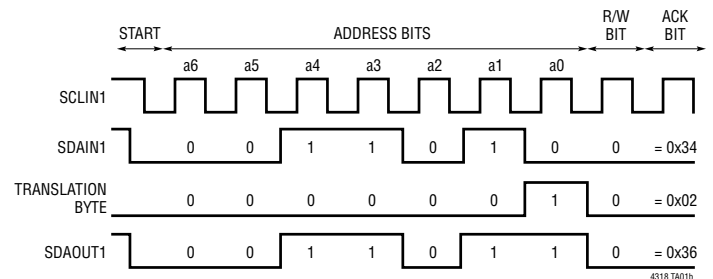 START ADDRESS BITS R/W BIT ACK BIT
a6 a5 a4 a3 a2 a1 a0
SCLIN1
SDAIN1 0 0 1 1 0 1 0 0 = 0x34
TRANSLATION BYTE 0 0 0 0 0 0 1 0 = 0x02
SDAOUT1 0 0 1 1 0 1 1 0 = 0x36
4318 TA01b